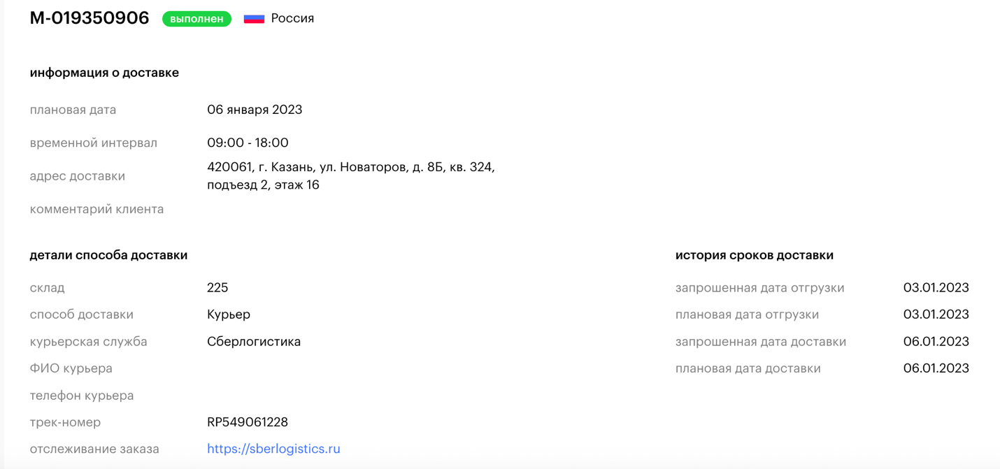 M-019350906 выполнен Россия
информация о доставке
плановая дата 06 января 2023
временной интервал 09:00 - 18:00
адрес доставки 420061, г. Казань, ул. Новаторов, д. 8Б, кв. 324,
подъезд 2, этаж 16
комментарий клиента
детали способа доставки
склад 225
способ доставки Курьер
курьерская служба Сберлогистика
ФИО курьера
телефон курьера
трек-номер RP549061228
отслеживание заказа https://sberlogistics.ru
история сроков доставки
запрошенная дата отгрузки 03.01.2023
плановая дата отгрузки 03.01.2023
запрошенная дата доставки 06.01.2023
плановая дата доставки 06.01.2023